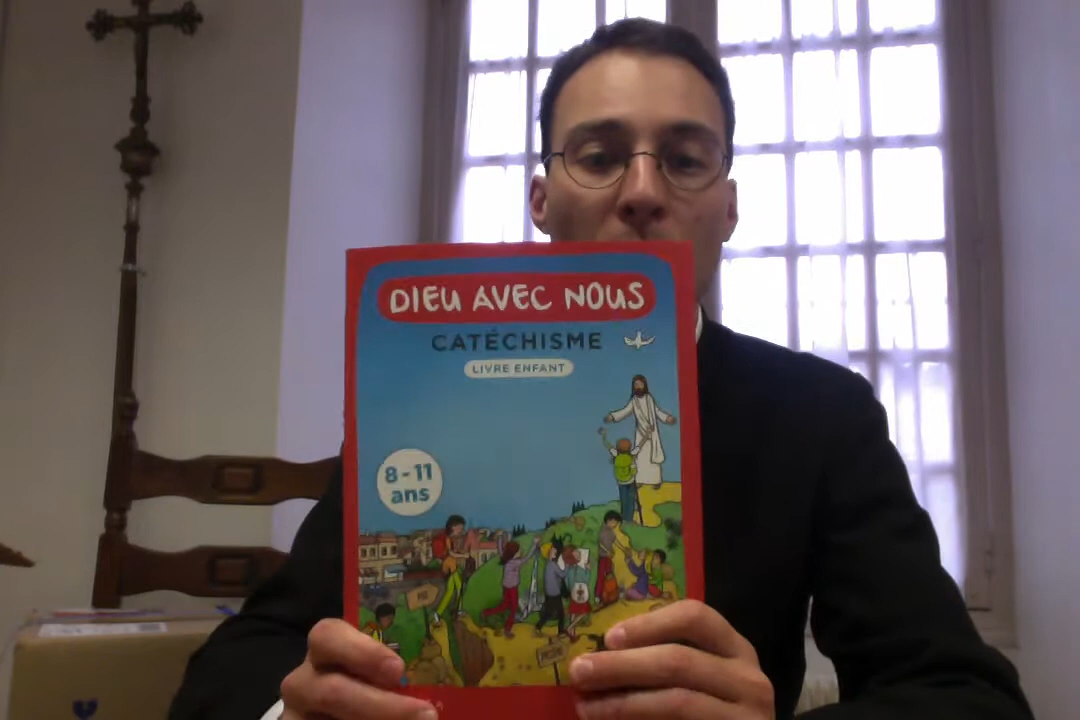 DIEU AVEC NOUS
CATÉCHISME
LIVRE ENFANT
8-11
ans